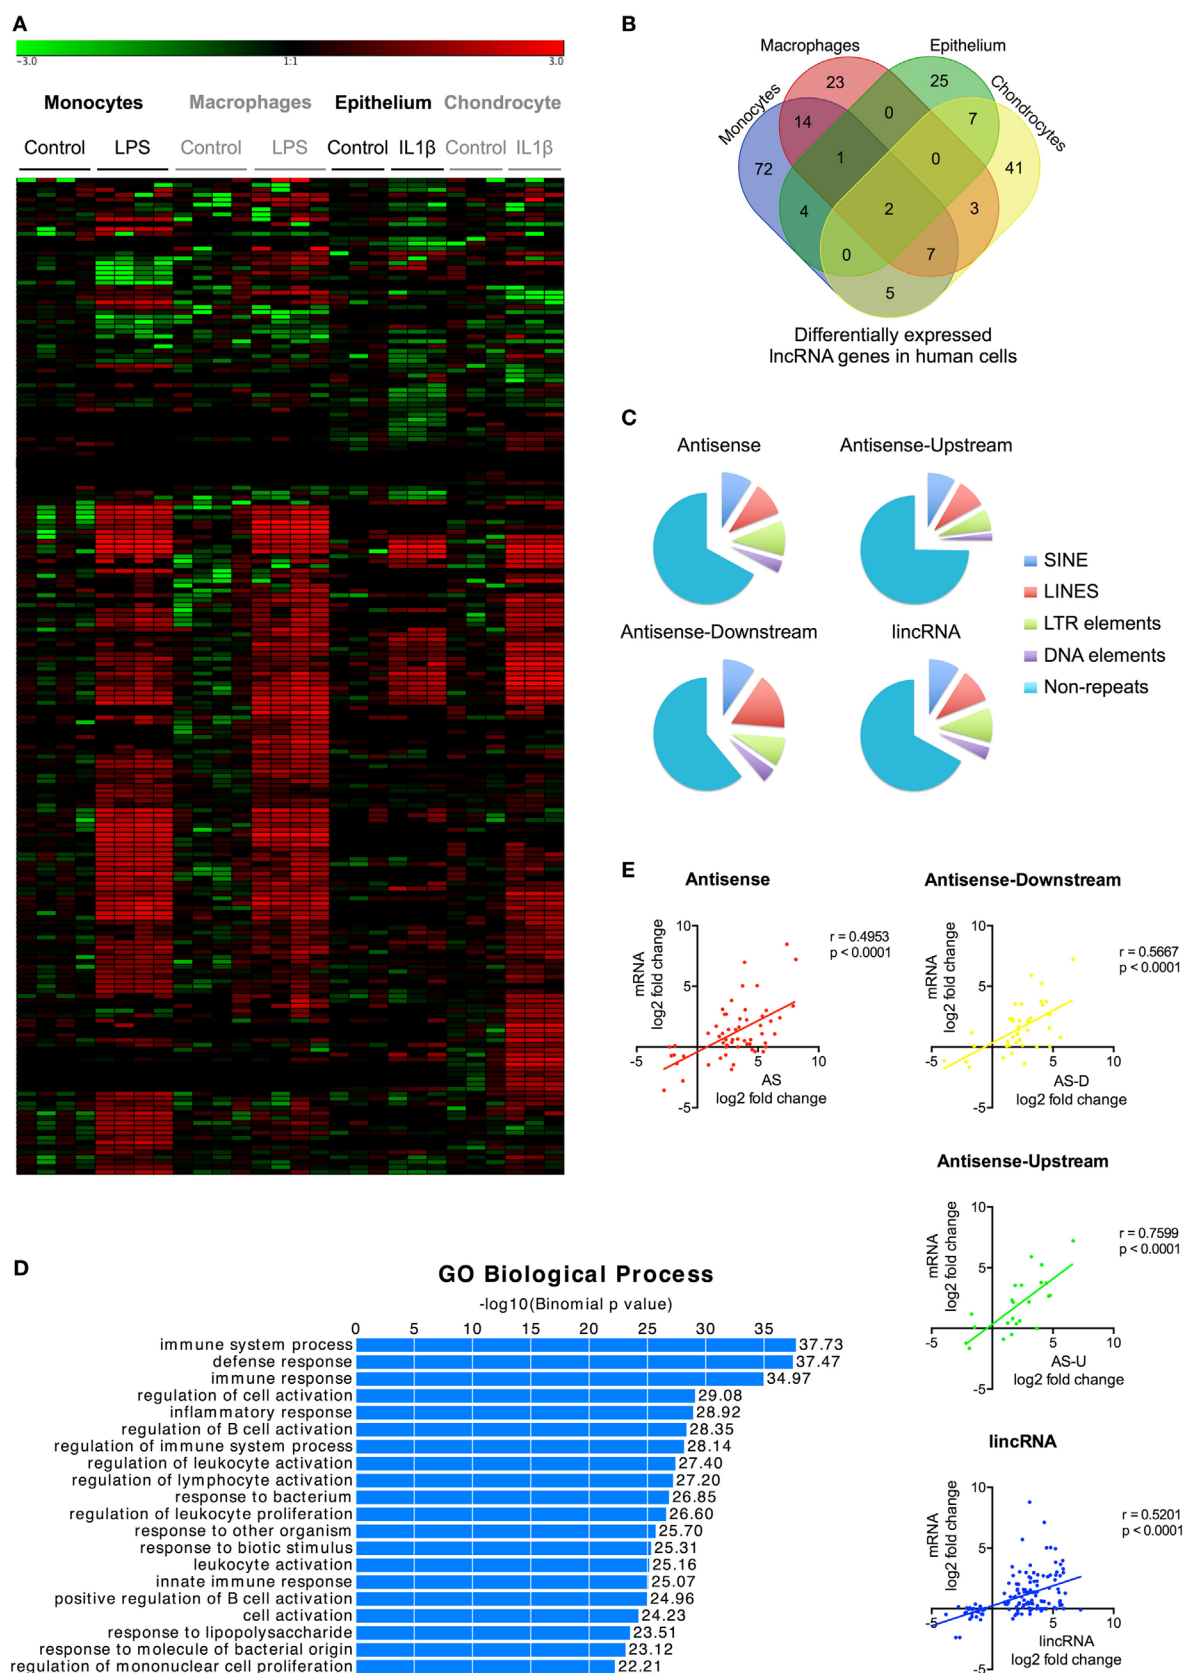 A
-3.0 1:1 3.0
Monocytes Macrophages Epithelium Chondrocyte
Control LPS Control LPS Control IL1β Control IL1β
B
Macrophages Epithelium
Monocytes Chondrocytes
23 25
14 0 7
72 1 0 41
4 2 3
0 7
5
Differentially expressed
lncRNA genes in human cells
C
Antisense Antisense-Upstream
Antisense-Downstream lincRNA
SINE
LINES
LTR elements
DNA elements
Non-repeats
D
GO Biological Process
-log10(Binomial p value)
0 5 10 15 20 25 30 35
immune system process 37.73
defense response 37.47
immune response 34.97
regulation of cell activation 29.08
inflammatory response 28.92
regulation of B cell activation 28.35
regulation of immune system process 28.14
regulation of leukocyte activation 27.40
regulation of lymphocyte activation 27.20
response to bacterium 26.85
regulation of leukocyte proliferation 26.60
response to other organism 25.70
response to biotic stimulus 25.31
leukocyte activation 25.16
innate immune response 25.07
positive regulation of B cell activation 24.96
cell activation 24.23
response to lipopolysaccharide 23.51
response to molecule of bacterial origin 23.12
regulation of mononuclear cell proliferation 22.21
E
Antisense
mRNA
log2 fold change
10
5
-5 5 10
-5
AS
log2 fold change
r = 0.4953
p < 0.0001
Antisense-Downstream
mRNA
log2 fold change
10
5
-5 5 10
-5
AS-D
log2 fold change
r = 0.5667
p < 0.0001
Antisense-Upstream
mRNA
log2 fold change
10
5
-5 5 10
-5
AS-U
log2 fold change
r = 0.7599
p < 0.0001
lincRNA
mRNA
log2 fold change
10
5
-5 5 10
-5
lincRNA
log2 fold change
r = 0.5201
p < 0.0001